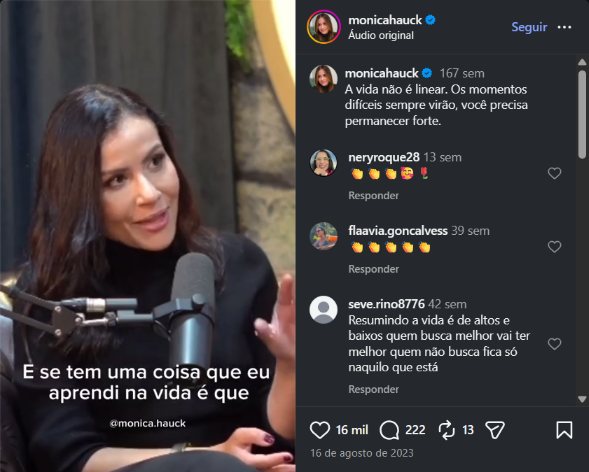 E se tem uma coisa que eu
aprendi na vida é que
@monica.hauck
monicahauck
Áudio original
Seguir
monicahauck 167 sem
A vida não é linear. Os momentos
difíceis sempre virão, você precisa
permanecer forte.
neryroque28 13 sem
👏👏👏🥰🌹
Responder
flaavia.goncalvess 39 sem
👏👏👏👏👏
Responder
seve.rino8776 42 sem
Resumindo a vida é de altos e
baixos quem busca melhor vai ter
melhor quem não busca fica só
naquilo que está
Responder
16 mil 222 13
16 de agosto de 2023